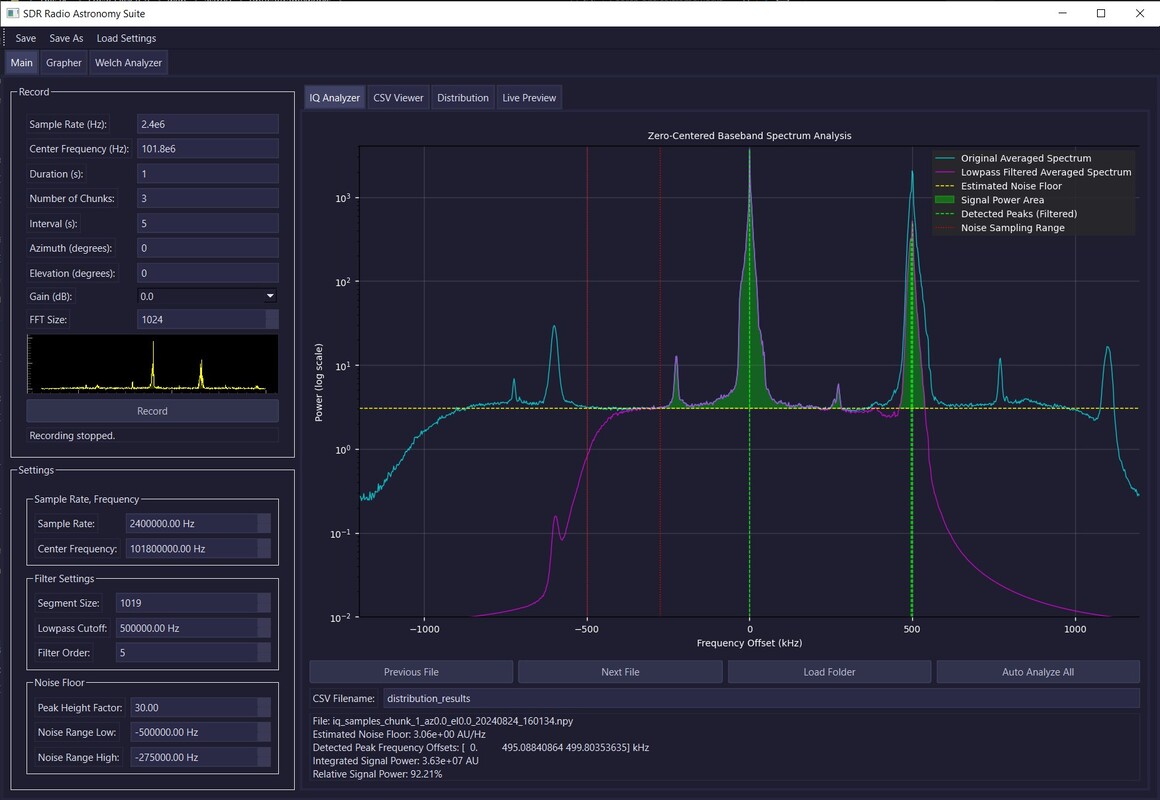 SDR Radio Astronomy Suite
Save Save As Load Settings
Main Grapher Welch Analyzer
Record
Sample Rate (Hz): 2.4e6
Center Frequency (Hz): 101.8e6
Duration (s): 1
Number of Chunks: 3
Interval (s): 5
Azimuth (degrees): 0
Elevation (degrees): 0
Gain (dB): 0.0
FFT Size: 1024
Record
Recording stopped.
Settings
Sample Rate, Frequency
Sample Rate: 2400000.00 Hz
Center Frequency: 101800000.00 Hz
Filter Settings
Segment Size: 1019
Lowpass Cutoff: 500000.00 Hz
Filter Order: 5
Noise Floor
Peak Height Factor: 30.00
Noise Range Low: -500000.00 Hz
Noise Range High: -275000.00 Hz
IQ Analyzer CSV Viewer Distribution Live Preview
Zero-Centered Baseband Spectrum Analysis
Original Averaged Spectrum
Lowpass Filtered Averaged Spectrum
Estimated Noise Floor
Signal Power Area
Detected Peaks (Filtered)
Noise Sampling Range
Power (log scale)
10³
10²
10¹
10⁰
10⁻¹
10⁻²
−1000 −500 0 500 1000
Frequency Offset (kHz)
Previous File Next File Load Folder Auto Analyze All
CSV Filename: distribution_results
File: iq_samples_chunk_1_az0.0_el0.0_20240824_160134.npy
Estimated Noise Floor: 3.06e+00 AU/Hz
Detected Peak Frequency Offsets: [ 0. 495.08840864 499.80353635] kHz
Integrated Signal Power: 3.63e+07 AU
Relative Signal Power: 92.21%